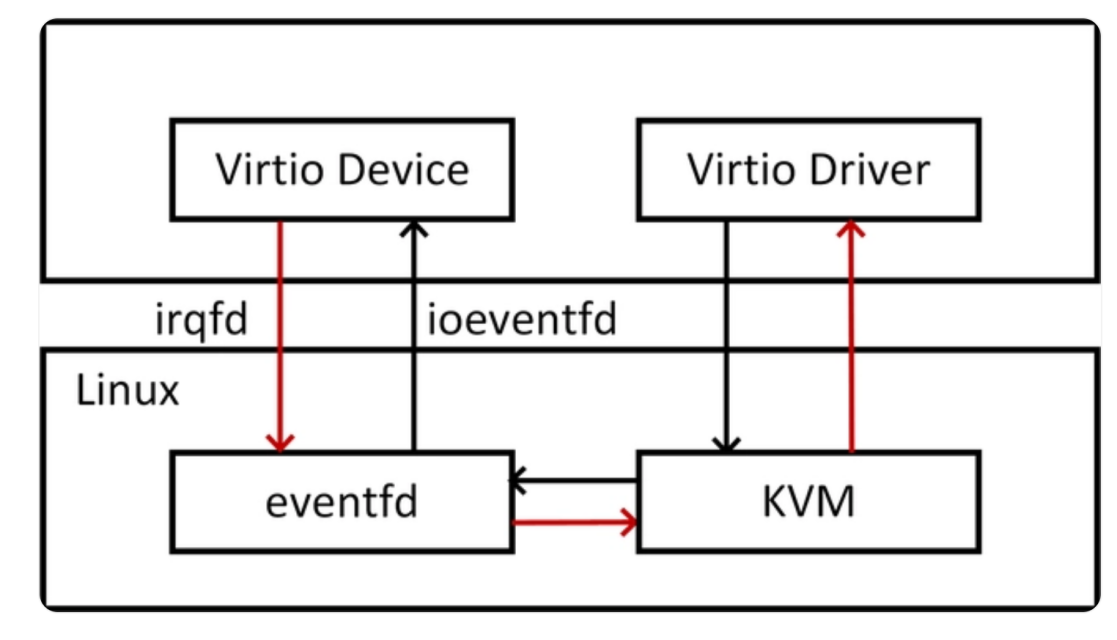 Virtio Device
Virtio Driver
irqfd
ioeventfd
Linux
eventfd
KVM